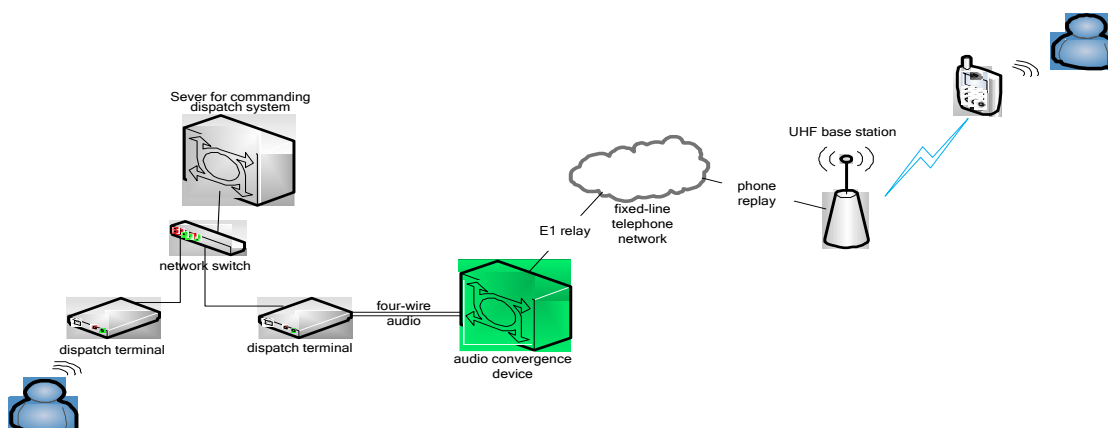 Sever for commanding
dispatch system
UHF base station
phone
replay
fixed-line
telephone
network
E1 relay
network switch
four-wire
audio
dispatch terminal
dispatch terminal
audio convergence
device